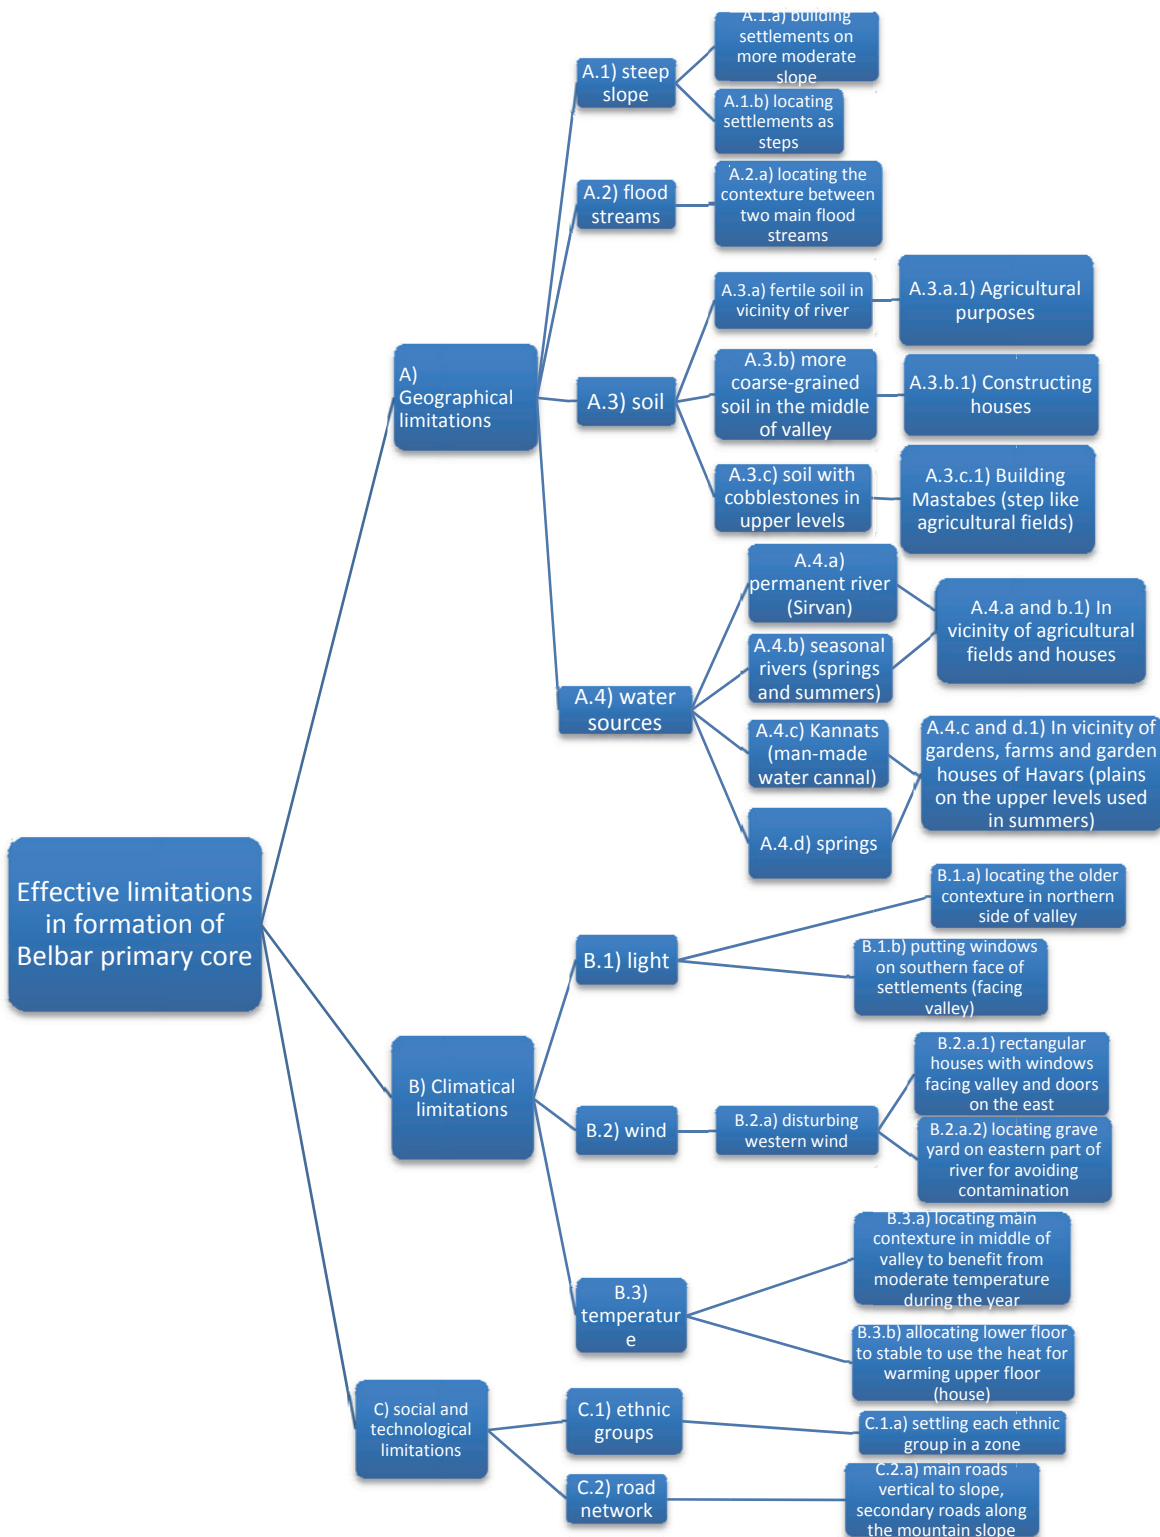 Effective limitations
in formation of
Belbar primary core
A)
Geographical
limitations
A.1) steep
slope
A.1.a) building
settlements on
more moderate
slope
A.1.b) locating
settlements as
steps
A.2) flood
streams
A.2.a) locating the
contexture between
two main flood
streams
A.3) soil
A.3.a) fertile soil in
vicinity of river
A.3.a.1) Agricultural
purposes
A.3.b) more
coarse-grained
soil in the middle
of valley
A.3.b.1) Constructing
houses
A.3.c) soil with
cobblestones in
upper levels
A.3.c.1) Building
Mastabes (step like
agricultural fields)
A.4) water
sources
A.4.a)
permanent river
(Sirvan)
A.4.b) seasonal
rivers (springs
and summers)
A.4.a and b.1) In
vicinity of agricultural
fields and houses
A.4.c) Kannats
(man-made
water cannal)
A.4.d) springs
A.4.c and d.1) In vicinity of
gardens, farms and garden
houses of Havars (plains
on the upper levels used
in summers)
B) Climatical
limitations
B.1) light
B.1.a) locating the older
contexture in northern
side of valley
B.1.b) putting windows
on southern face of
settlements (facing
valley)
B.2) wind
B.2.a) disturbing
western wind
B.2.a.1) rectangular
houses with windows
facing valley and doors
on the east
B.2.a.2) locating grave
yard on eastern part of
river for avoiding
contamination
B.3)
temperatur
e
B.3.a) locating main
contexture in middle of
valley to benefit from
moderate temperature
during the year
B.3.b) allocating lower floor
to stable to use the heat for
warming upper floor
(house)
C) social and
technological
limitations
C.1) ethnic
groups
C.1.a) settling each ethnic
group in a zone
C.2) road
network
C.2.a) main roads
vertical to slope,
secondary roads along
the mountain slope